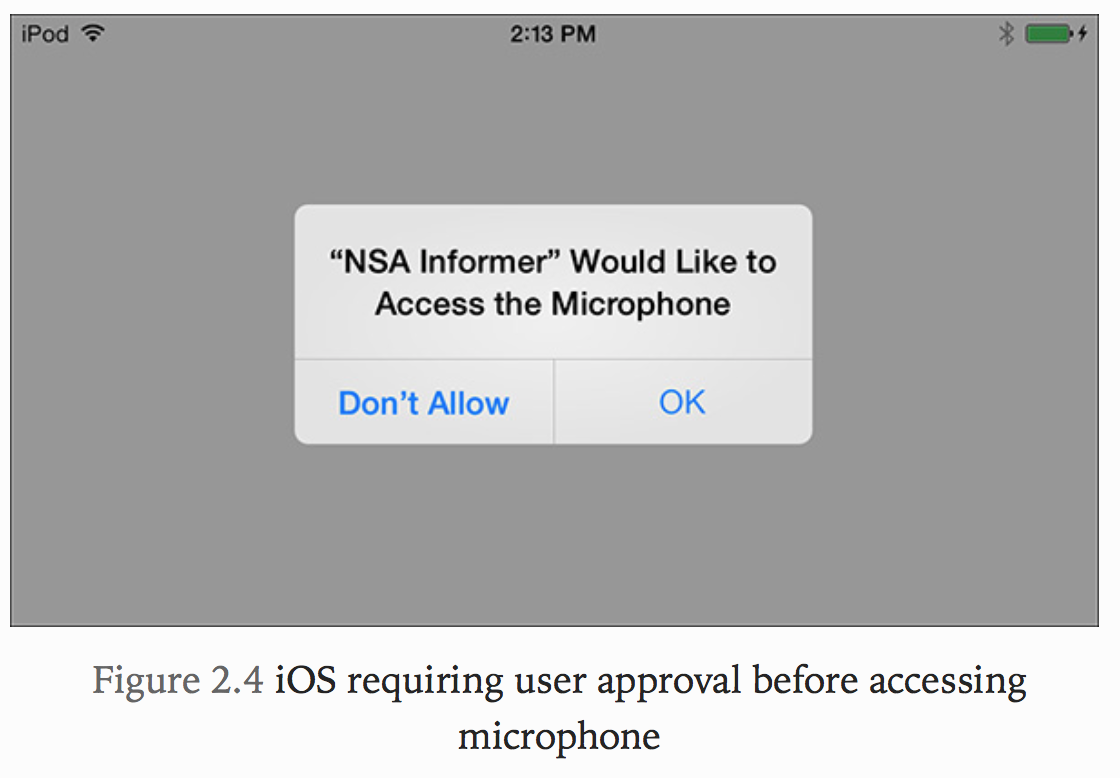 iPod
2:13 PM
“NSA Informer” Would Like to
Access the Microphone
Don’t Allow
OK
Figure 2.4 iOS requiring user approval before accessing
microphone